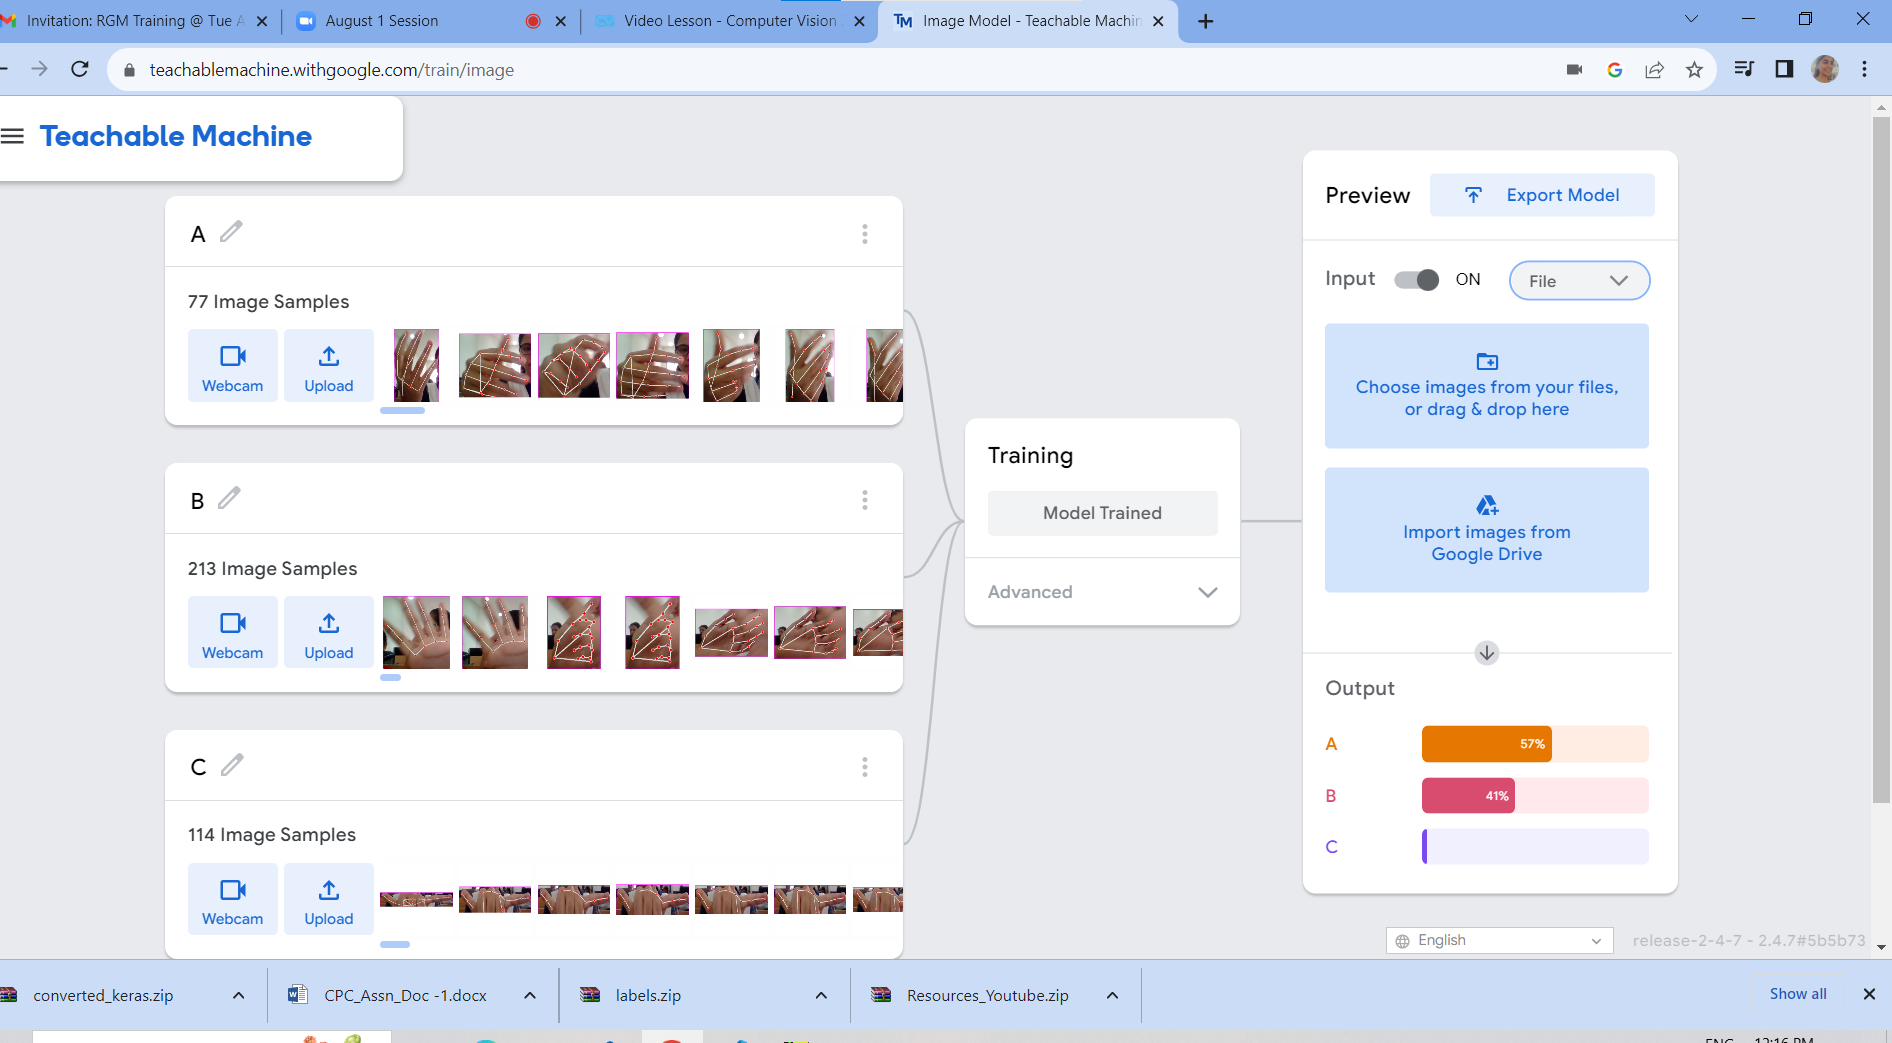 Invitation: RGM Training @ Tue A
August 1 Session
Video Lesson - Computer Vision
Image Model - Teachable Machin
teachablemachine.withgoogle.com/train/image
Teachable Machine
A
77 Image Samples
Webcam
Upload
B
213 Image Samples
Webcam
Upload
C
114 Image Samples
Webcam
Upload
Training
Model Trained
Advanced
Preview
Export Model
Input
ON
File
Choose images from your files,
or drag & drop here
Import images from
Google Drive
Output
A
57%
B
41%
C
English
release-2-4-7 - 2.4.7#5b5b73
converted_keras.zip
CPC_Assn_Doc -1.docx
labels.zip
Resources_Youtube.zip
Show all
ENG
12:16 PM